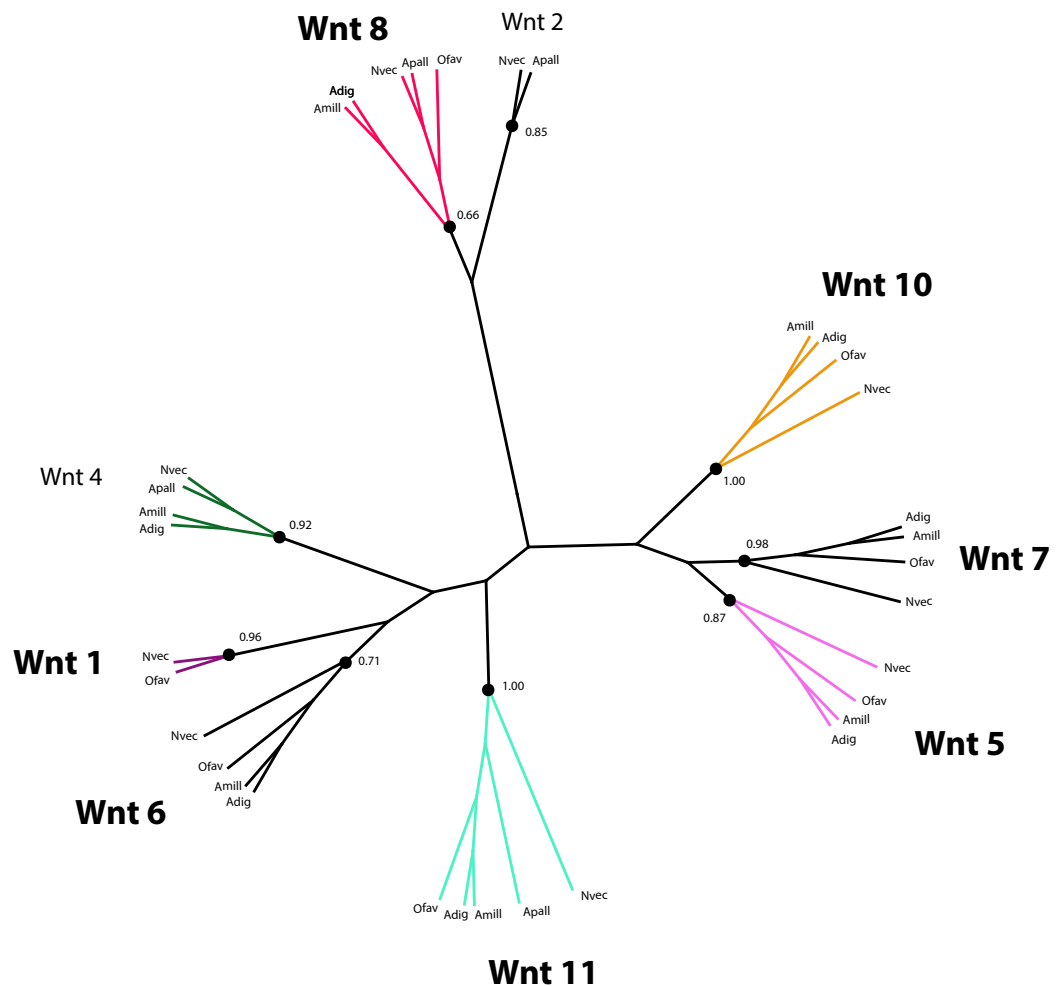 Wnt 8
Wnt 2
Nvec
Apall
Ofav
Adig
Amill
Nvec
Apall
0.85
0.66
Wnt 10
Amill
Adig
Ofav
Nvec
1.00
Wnt 4
Nvec
Apall
Amill
Adig
0.92
Adig
Amill
Ofav
Nvec
0.98
Wnt 7
0.87
Nvec
Ofav
Amill
Adig
Wnt 5
Wnt 1
Nvec
Ofav
0.96
0.71
Nvec
Ofav
Amill
Adig
Wnt 6
1.00
Ofav
Adig
Amill
Apall
Nvec
Wnt 11